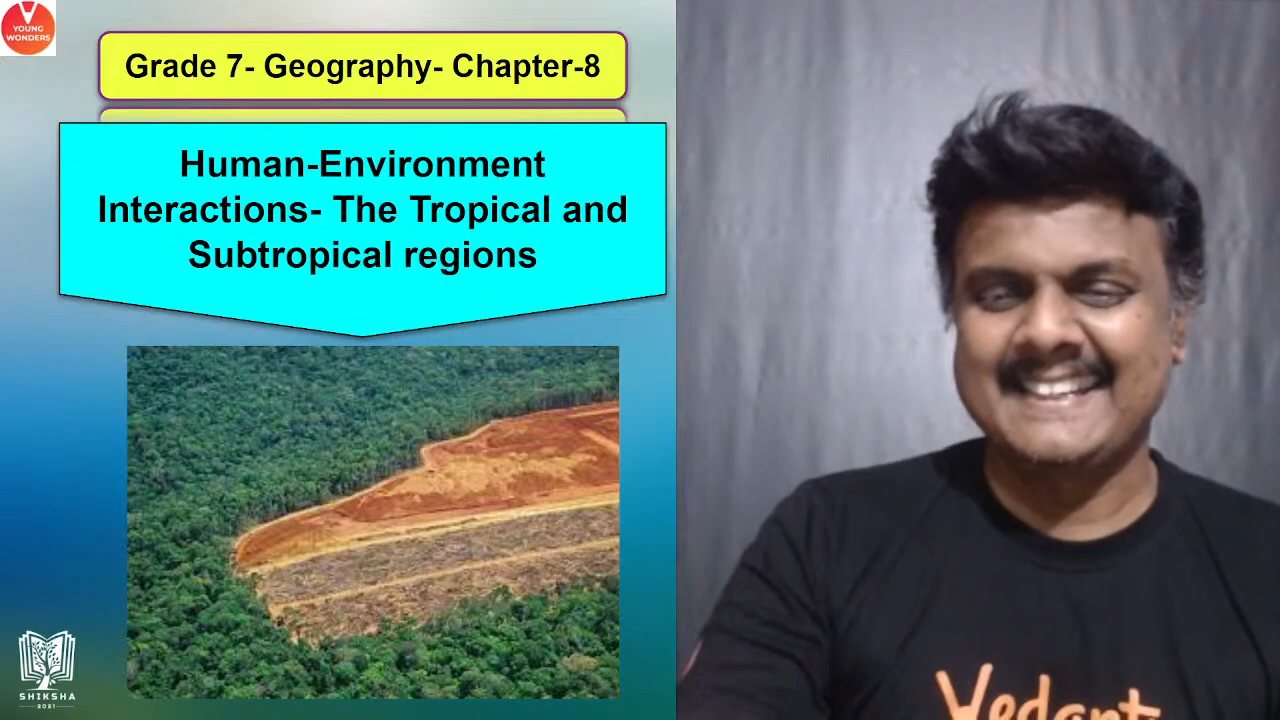 YOUNG
WONDERS
Grade 7- Geography- Chapter-8
Human-Environment
Interactions- The Tropical and
Subtropical regions
SHIKSHA
Vedant